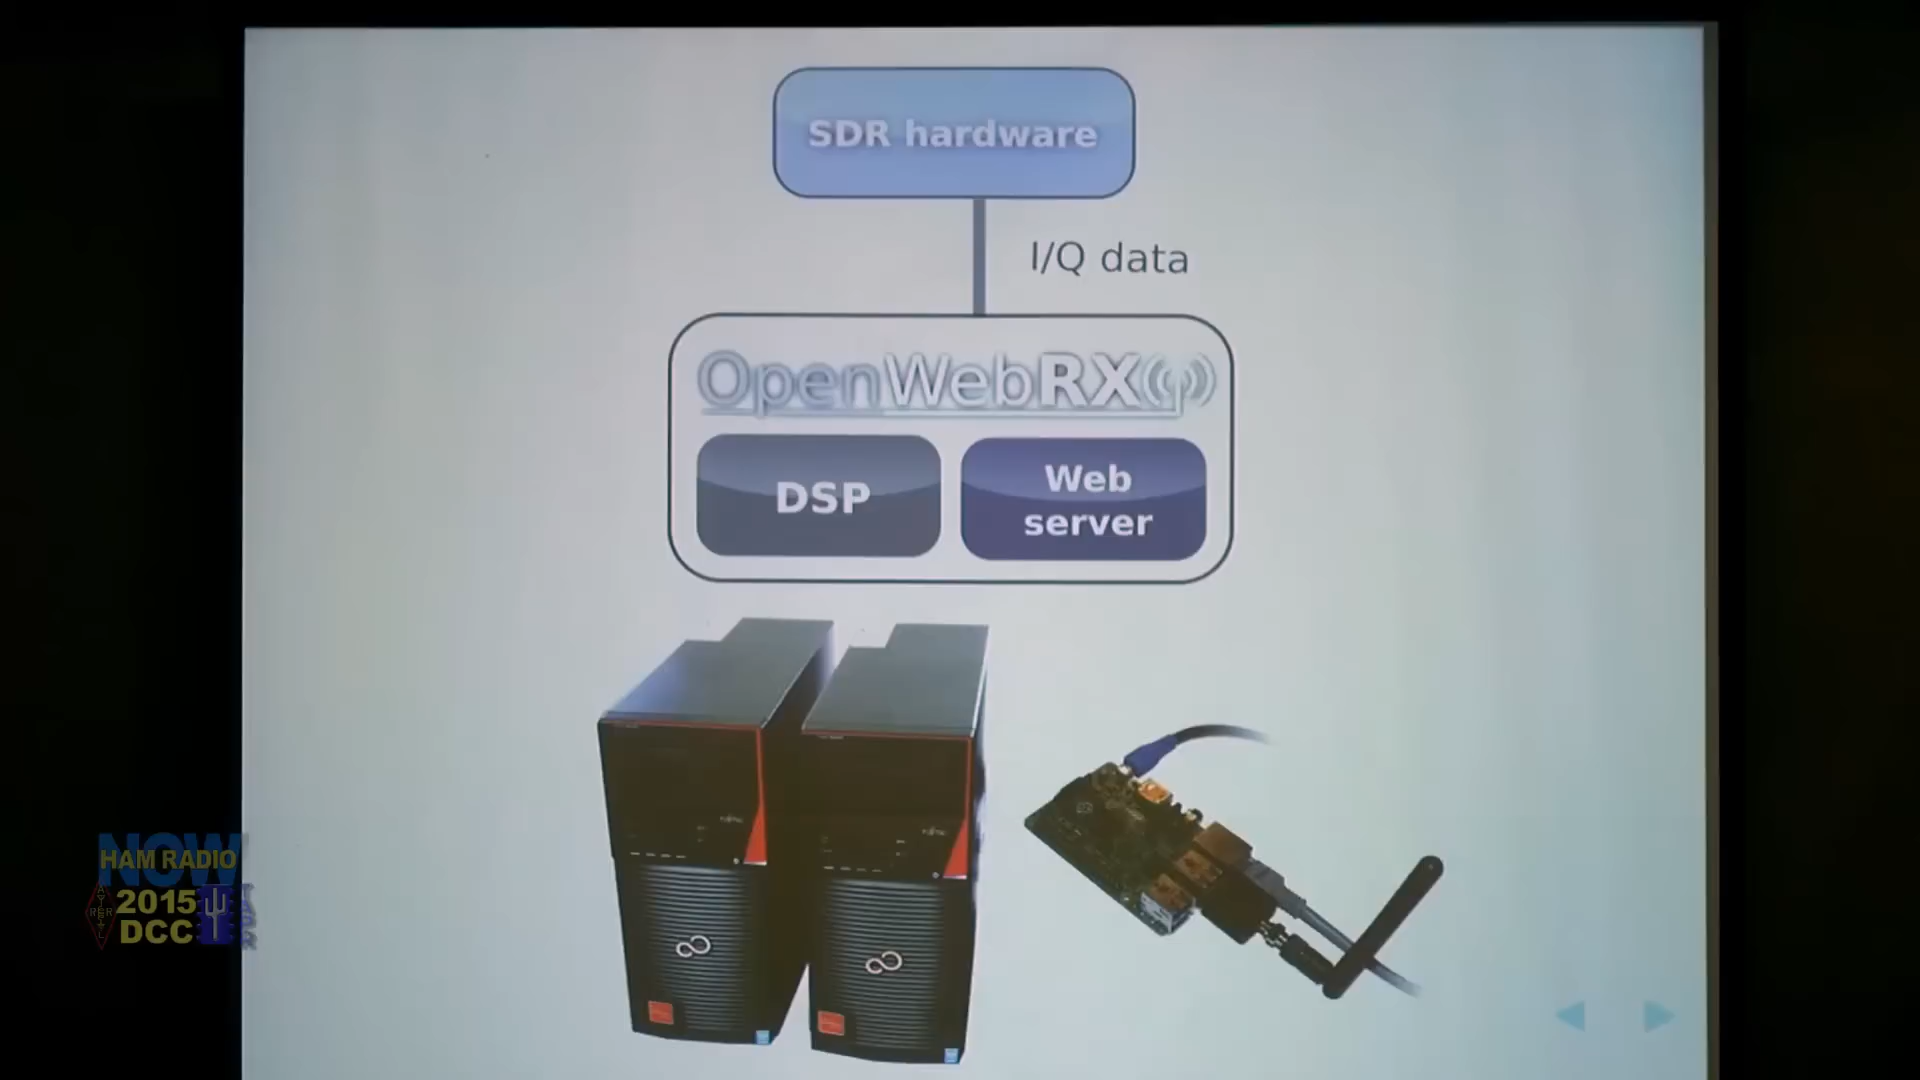 SDR hardware
I/Q data
OpenWebRX
DSP
Web
server
NOW
HAM RADIO
2015
DCC